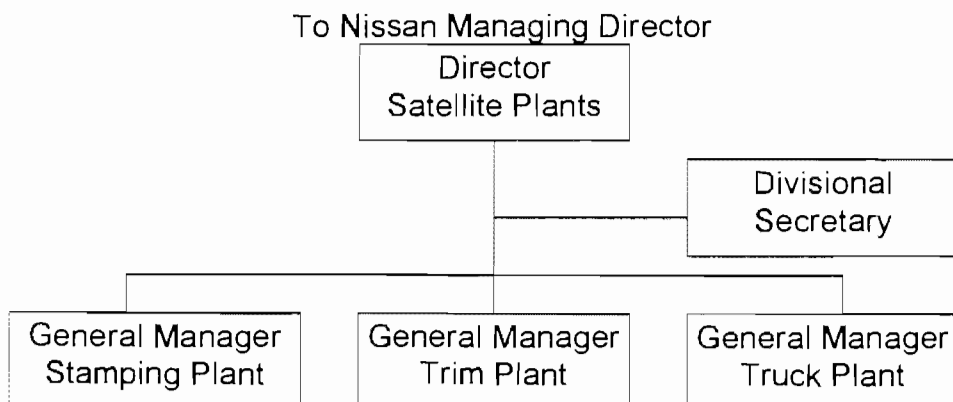 To Nissan Managing Director
Director
Satellite Plants
Divisional
Secretary
General Manager
Stamping Plant
General Manager
Trim Plant
General Manager
Truck Plant